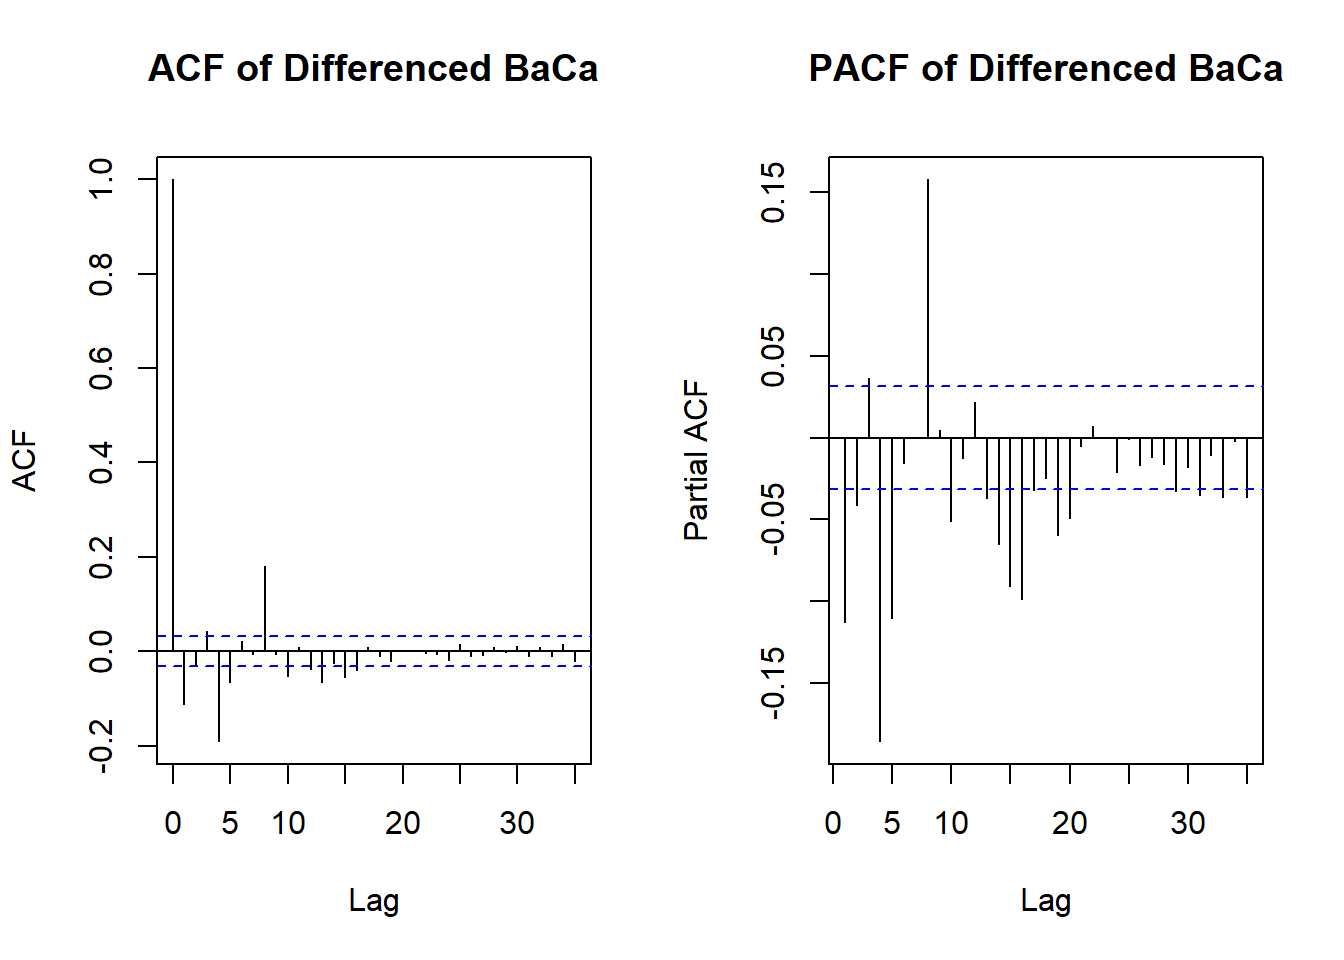 ACF of Differenced BaCa
ACF
1.0
0.8
0.6
0.4
0.2
0.0
-0.2
0 5 10 20 30
Lag
PACF of Differenced BaCa
Partial ACF
0.15
0.05
-0.05
-0.15
0 5 10 20 30
Lag